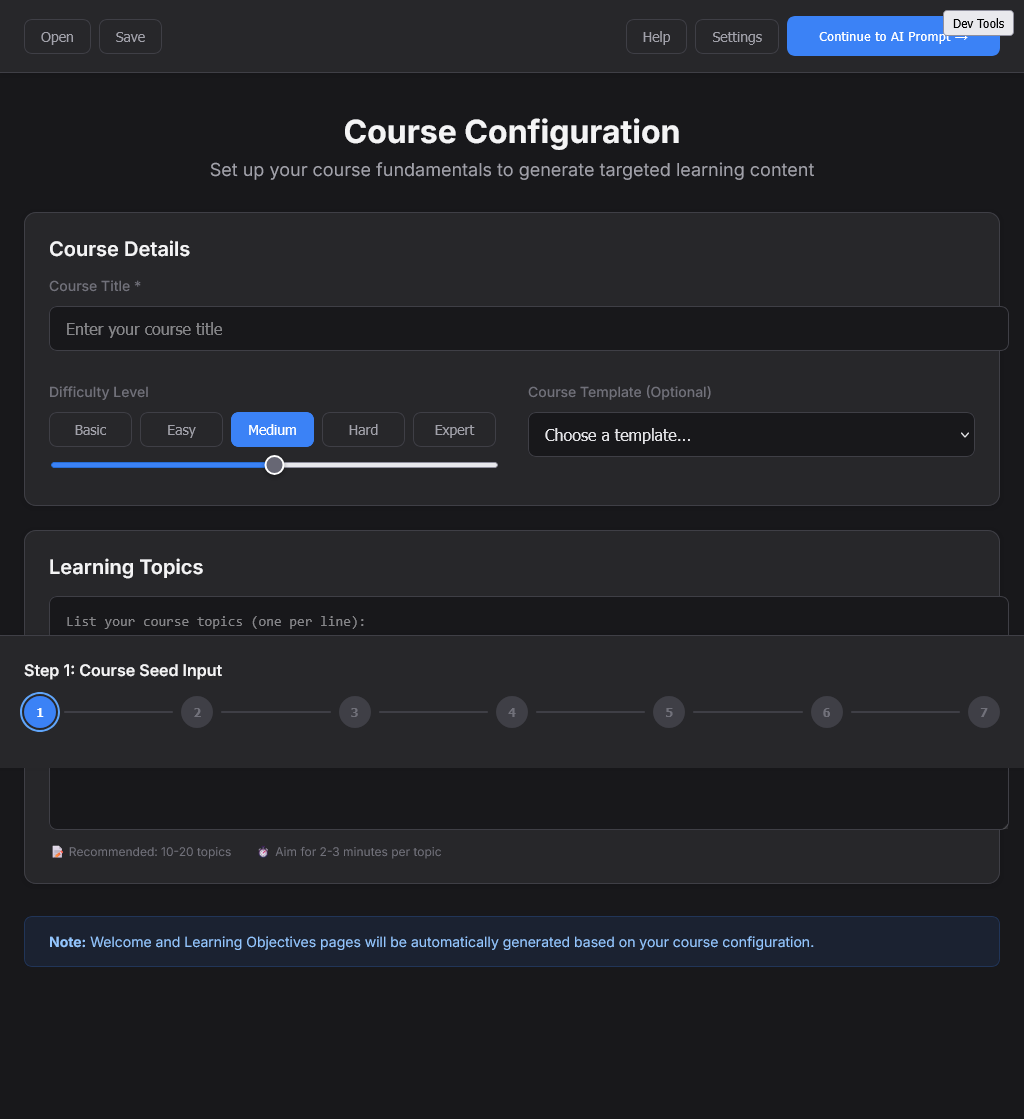 Open
Save
Help
Settings
Continue to AI Prompt →
Dev Tools
Course Configuration
Set up your course fundamentals to generate targeted learning content
Course Details
Course Title *
Enter your course title
Difficulty Level
Basic
Easy
Medium
Hard
Expert
Course Template (Optional)
Choose a template...
Learning Topics
List your course topics (one per line):
Step 1: Course Seed Input
1
2
3
4
5
6
7
Recommended: 10-20 topics
Aim for 2-3 minutes per topic
Note: Welcome and Learning Objectives pages will be automatically generated based on your course configuration.